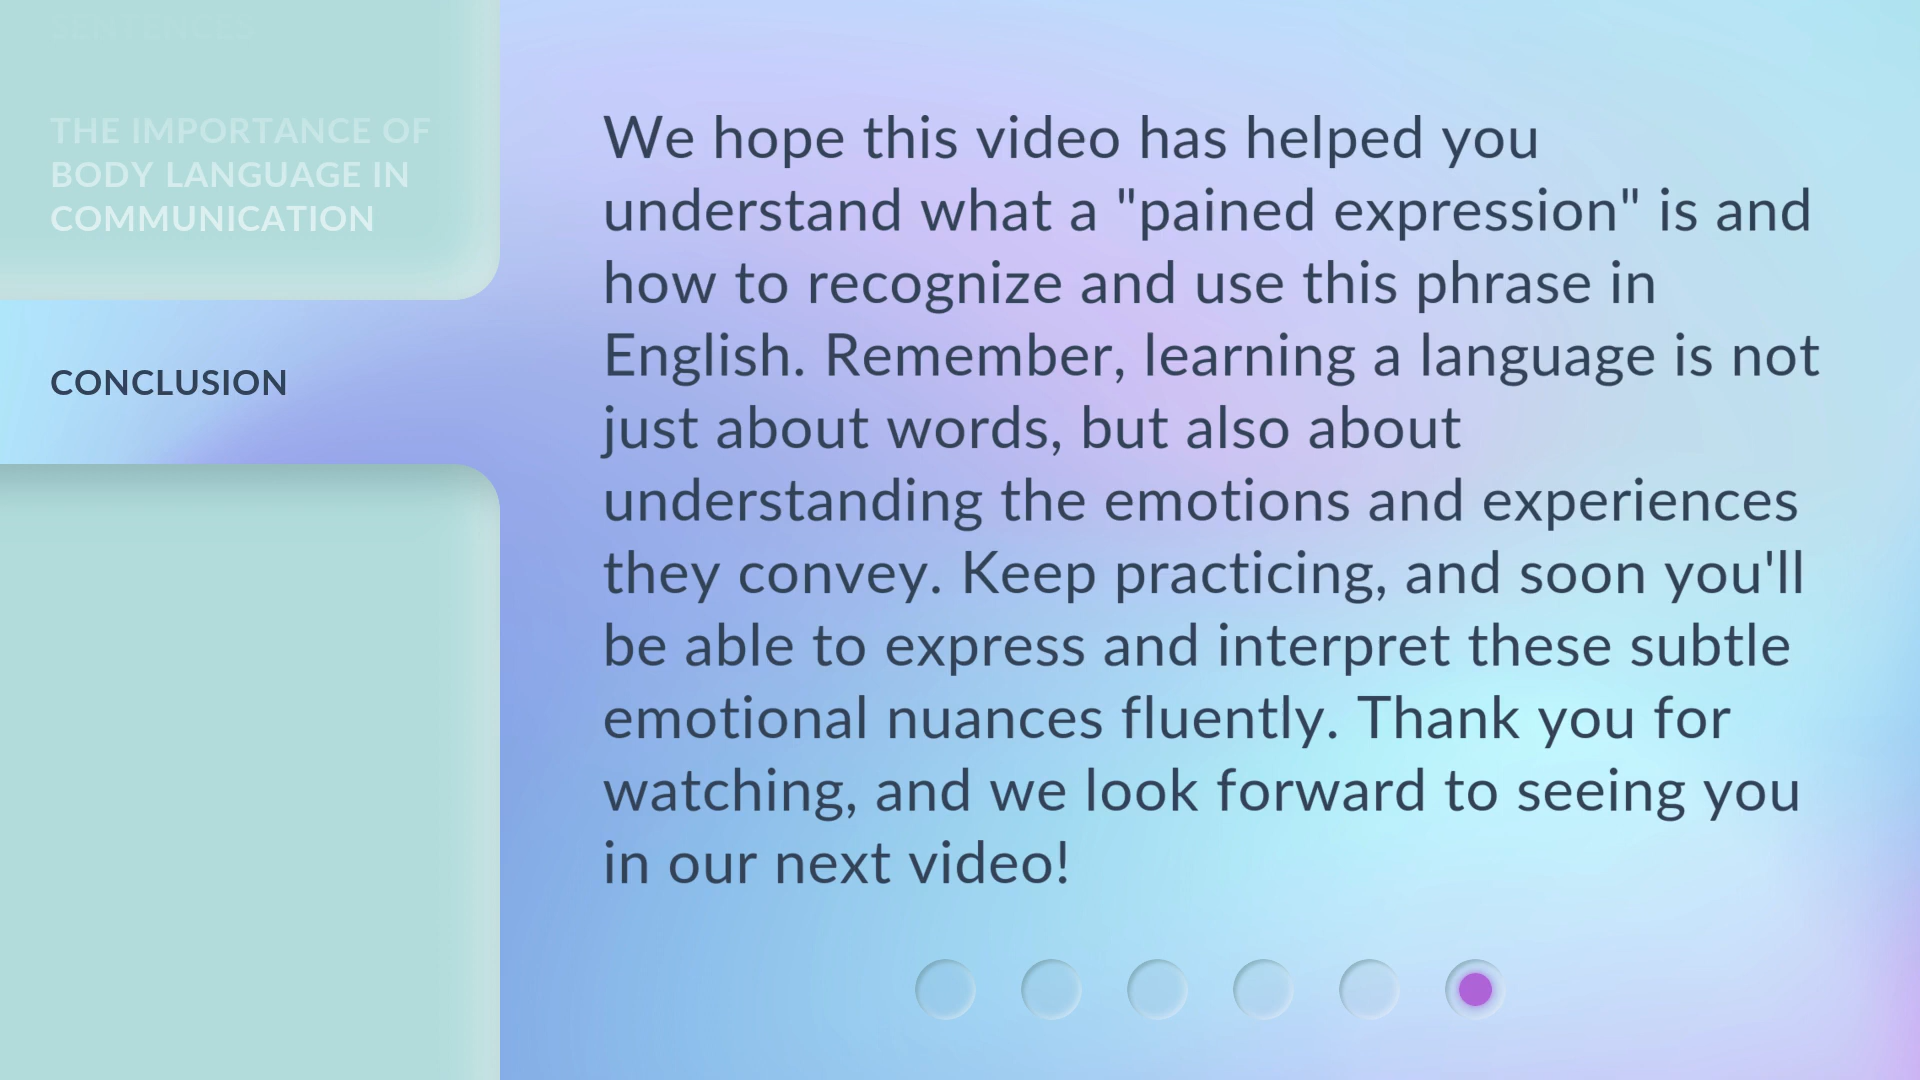 SENTENCES
THE IMPORTANCE OF
BODY LANGUAGE IN
COMMUNICATION
CONCLUSION
We hope this video has helped you
understand what a "pained expression" is and
how to recognize and use this phrase in
English. Remember, learning a language is not
just about words, but also about
understanding the emotions and experiences
they convey. Keep practicing, and soon you'll
be able to express and interpret these subtle
emotional nuances fluently. Thank you for
watching, and we look forward to seeing you
in our next video!